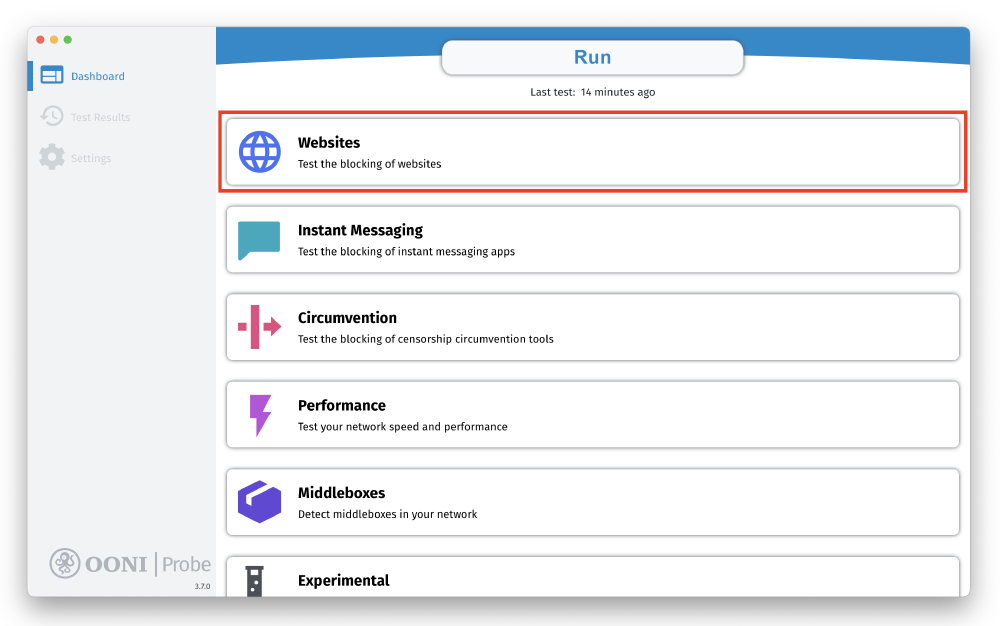 Run
Last test: 14 minutes ago
Dashboard
Test Results
Settings
Websites
Test the blocking of websites
Instant Messaging
Test the blocking of instant messaging apps
Circumvention
Test the blocking of censorship circumvention tools
Performance
Test your network speed and performance
Middleboxes
Detect middleboxes in your network
Experimental
OONI Probe
3.7.0